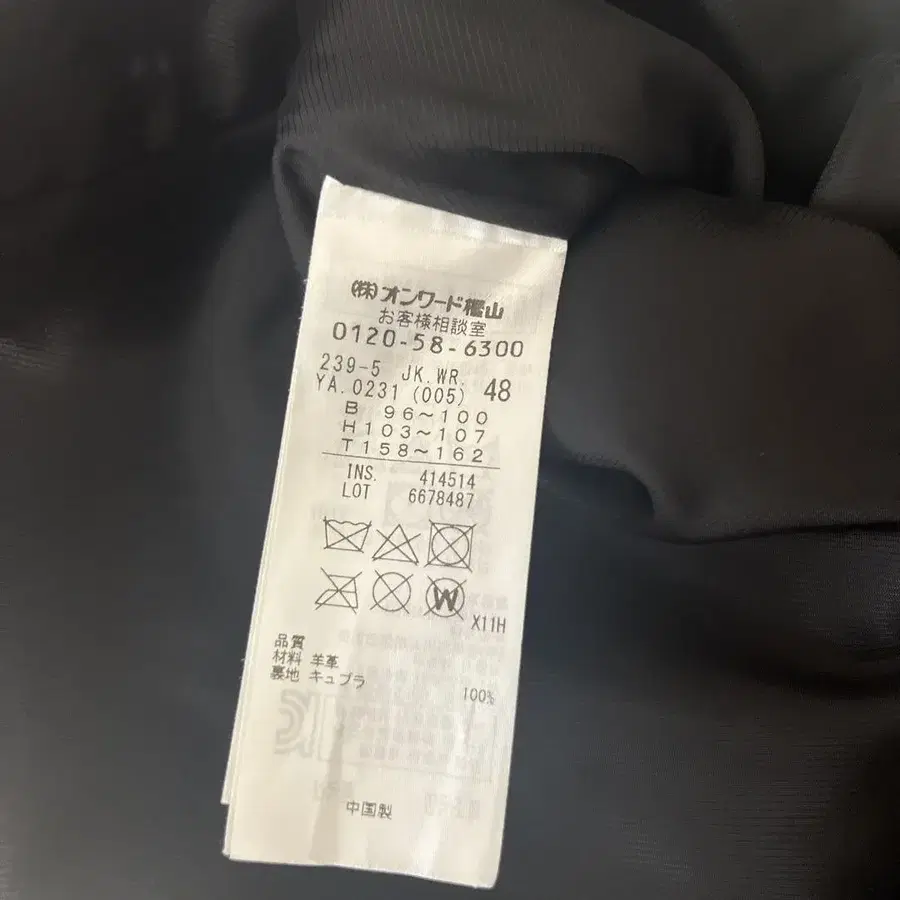 (株)オンワード樫山
お客様相談室
0120-58-6300
239-5 JK.WR.
YA.0231 (005) 48
B 96~100
H103~107
T158~162
INS. 414514
LOT 6678487
W
X11H
品質
材料 羊革
裏地 キュプラ 100%
中国製